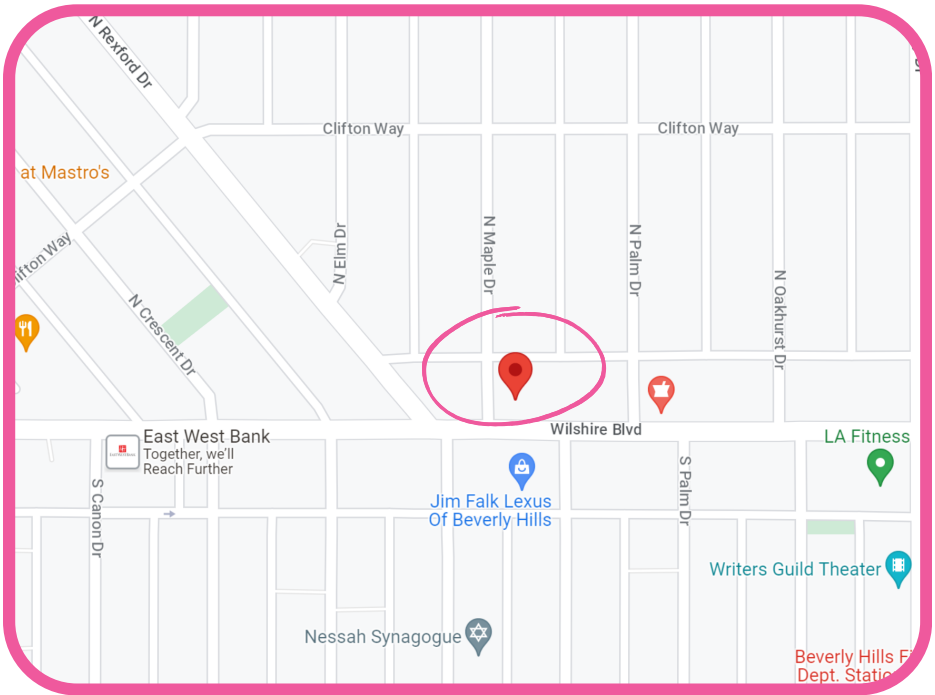 N Rexford Dr
Clifton Way
Clifton Way
at Mastro's
lifton Way
N Elm Dr
N Maple Dr
N Palm Dr
N Oakhurst Dr
N Crescent Dr
Wilshire Blvd
East West Bank
Together, we'll
Reach Further
LA Fitness
S Canon Dr
S Palm Dr
Jim Falk Lexus
Of Beverly Hills
Writers Guild Theater
Nessah Synagogue
Beverly Hills Fi
Dept. Statio